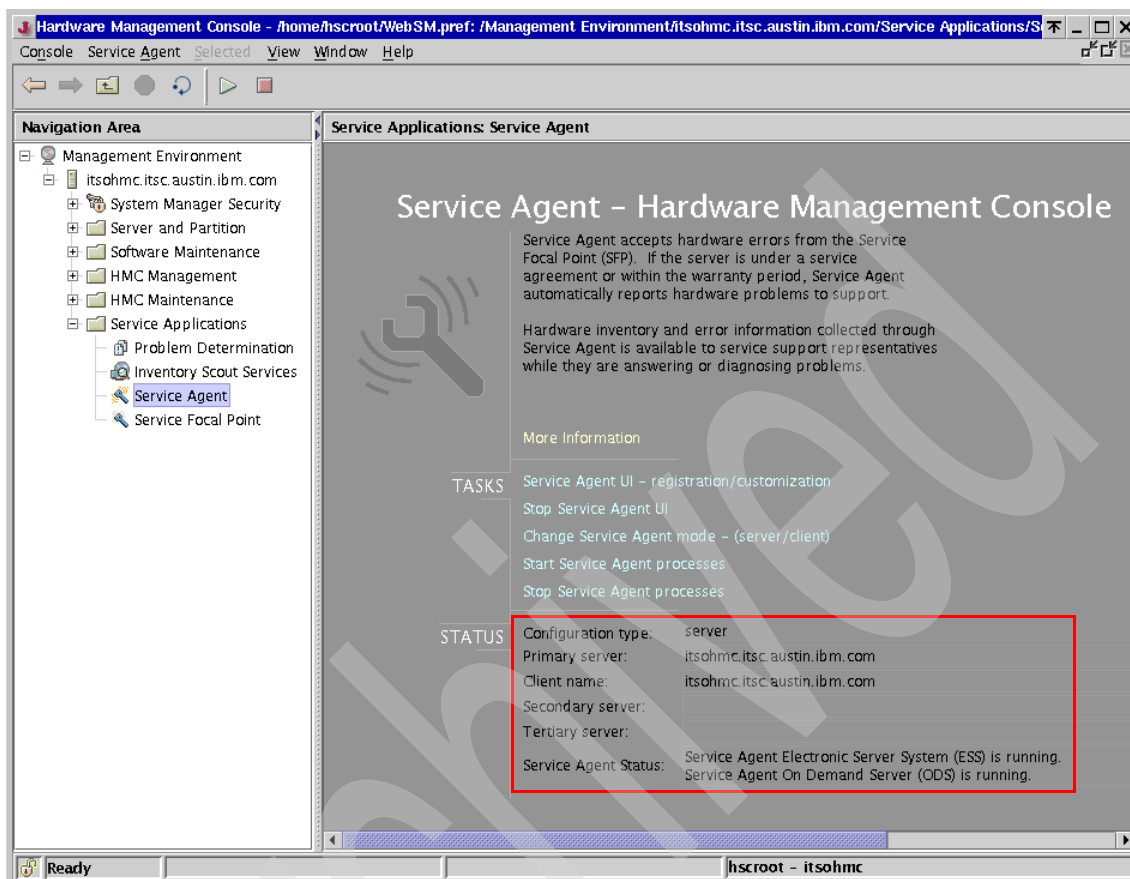 Hardware Management Console - /home/hscroot/WebSM.pref: /Management Environment/itsohmc.itsc.austin.ibm.com/Service Applications/S
Console Service Agent Selected View Window Help
Navigation Area
Management Environment
itsohmc.itsc.austin.ibm.com
System Manager Security
Server and Partition
Software Maintenance
HMC Management
HMC Maintenance
Service Applications
Problem Determination
Inventory Scout Services
Service Agent
Service Focal Point
Service Applications: Service Agent
Service Agent – Hardware Management Console
Service Agent accepts hardware errors from the Service
Focal Point (SFP). If the server is under a service
agreement or within the warranty period, Service Agent
automatically reports hardware problems to support.
Hardware inventory and error information collected through
Service Agent is available to service support representatives
while they are answering or diagnosing problems.
More Information
TASKS
Service Agent UI – registration/customization
Stop Service Agent UI
Change Service Agent mode – (server/client)
Start Service Agent processes
Stop Service Agent processes
STATUS
Configuration type: server
Primary server: itsohmc.itsc.austin.ibm.com
Client name: itsohmc.itsc.austin.ibm.com
Secondary server:
Tertiary server:
Service Agent Status: Service Agent Electronic Server System (ESS) is running.
Service Agent On Demand Server (ODS) is running.
Ready
hscroot – itsohmc